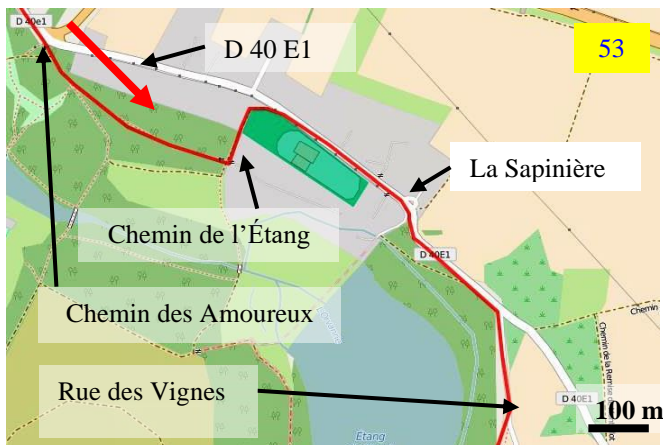 D 40e1
D 40 E1
53
La Sapinière
Chemin de l’Étang
D 40E1
Chemin des Amoureux
Chemin
Rue des Vignes
D 40E1
100 m
Étang